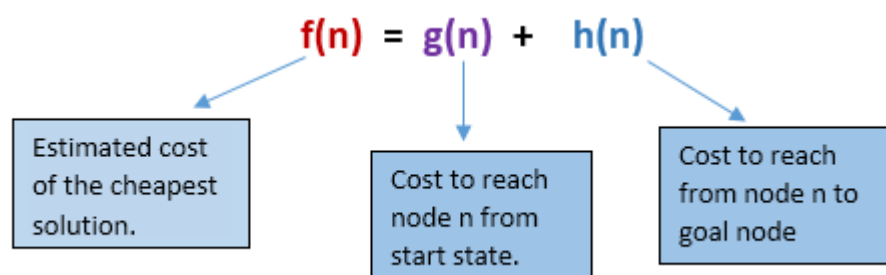 f(n) = g(n) + h(n)
Estimated cost
of the cheapest
solution.
Cost to reach
node n from
start state.
Cost to reach
from node n to
goal node